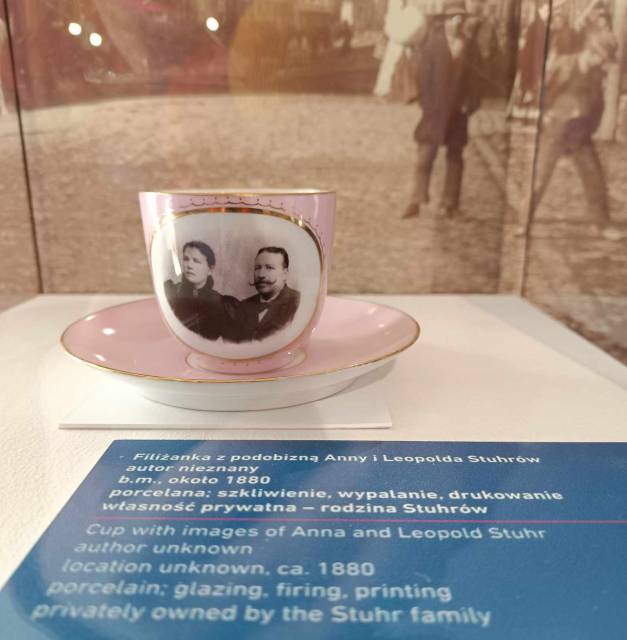 Filiżanka z podobizną Anny i Leopolda Stuhrów
autor nieznany
b.m., około 1880
porcelana; szkliwienie, wypalanie, drukowanie
własność prywatna – rodzina Stuhrów
Cup with images of Anna and Leopold Stuhr
author unknown
location unknown, ca. 1880
porcelain; glazing, firing, printing
privately owned by the Stuhr family